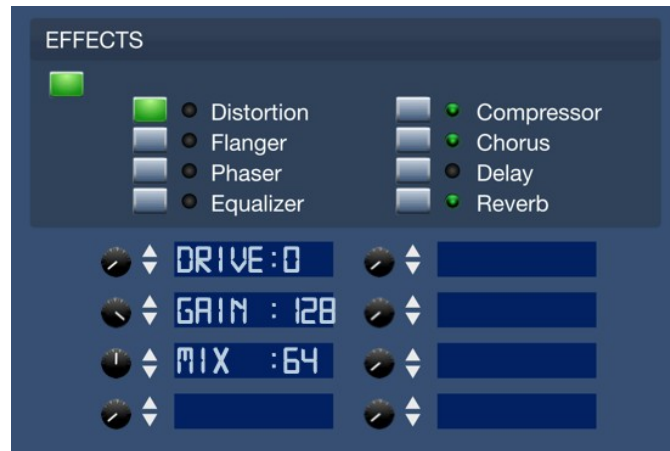 EFFECTS
Distortion
Flanger
Phaser
Equalizer
Compressor
Chorus
Delay
Reverb
DRIVE:0
GAIN : 128
MIX :64